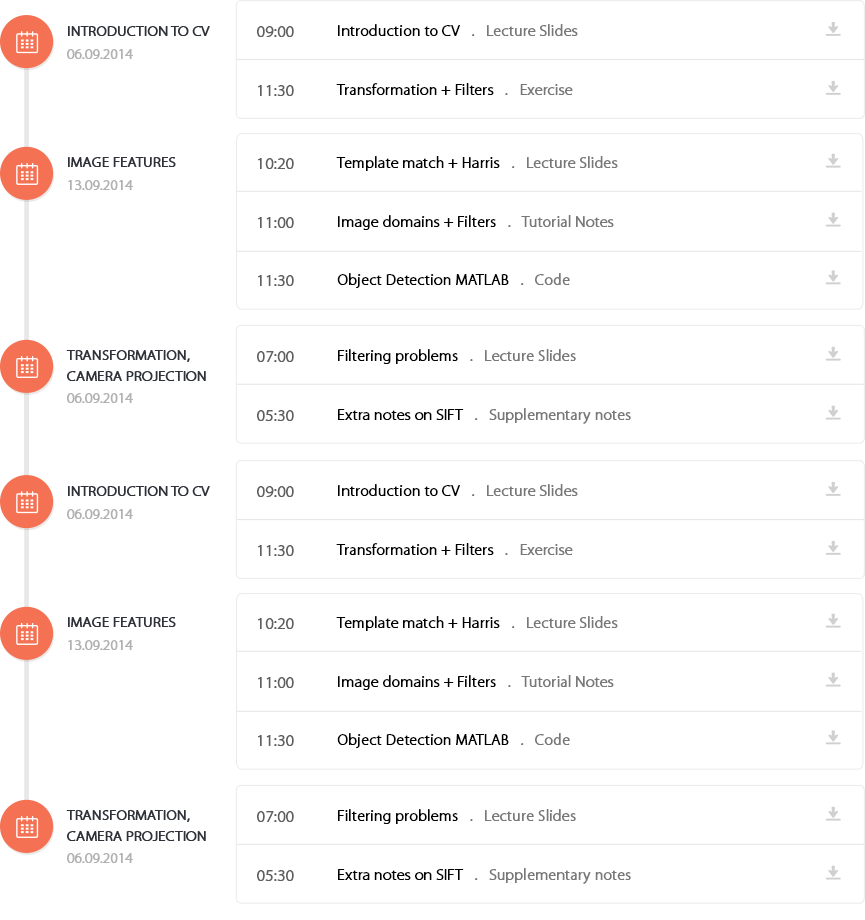 INTRODUCTION TO CV
06.09.2014
09:00 Introduction to CV . Lecture Slides
11:30 Transformation + Filters . Exercise
IMAGE FEATURES
13.09.2014
10:20 Template match + Harris . Lecture Slides
11:00 Image domains + Filters . Tutorial Notes
11:30 Object Detection MATLAB . Code
TRANSFORMATION,
CAMERA PROJECTION
06.09.2014
07:00 Filtering problems . Lecture Slides
05:30 Extra notes on SIFT . Supplementary notes
INTRODUCTION TO CV
06.09.2014
09:00 Introduction to CV . Lecture Slides
11:30 Transformation + Filters . Exercise
IMAGE FEATURES
13.09.2014
10:20 Template match + Harris . Lecture Slides
11:00 Image domains + Filters . Tutorial Notes
11:30 Object Detection MATLAB . Code
TRANSFORMATION,
CAMERA PROJECTION
06.09.2014
07:00 Filtering problems . Lecture Slides
05:30 Extra notes on SIFT . Supplementary notes